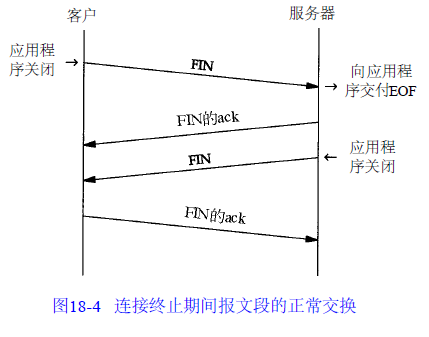 客户
服务器
应用程
序关闭
FIN
向应用程
序交付EOF
FIN的ack
FIN
应用程
序关闭
FIN的ack
图18-4 连接终止期间报文段的正常交换